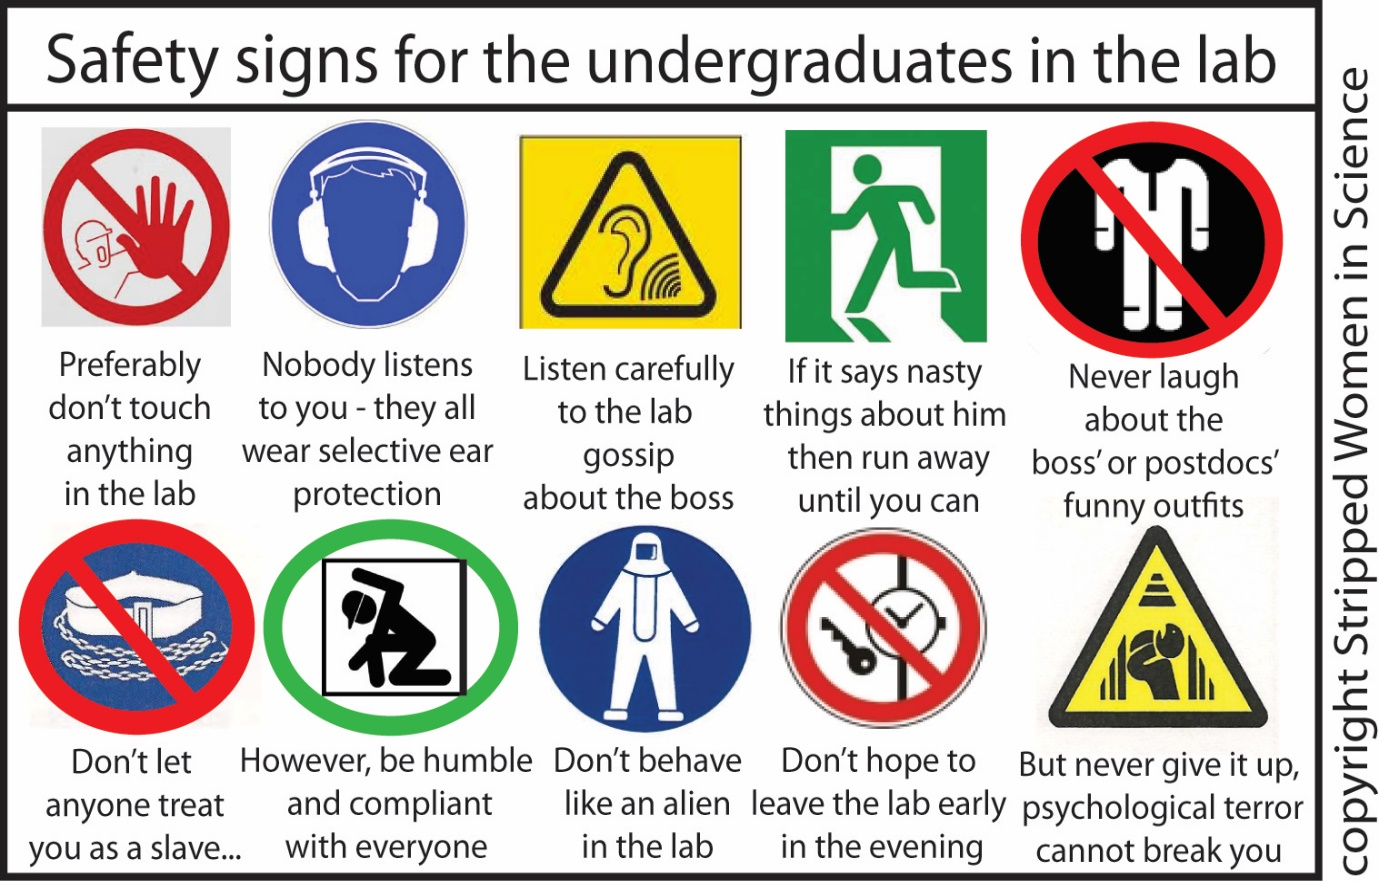 Safety signs for the undergraduates in the lab
Preferably
don't touch
anything
in the lab
Nobody listens
to you - they all
wear selective ear
protection
Listen carefully
to the lab
gossip
about the boss
If it says nasty
things about him
then run away
until you can
Never laugh
about the
boss' or postdocs'
funny outfits
Don't let
anyone treat
you as a slave...
However, be humble
and compliant
with everyone
Don't behave
like an alien
in the lab
Don't hope to
leave the lab early
in the evening
But never give it up,
psychological terror
cannot break you
copyright Stripped Women in Science